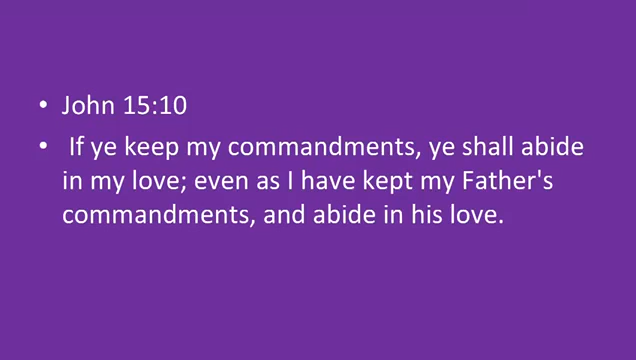 • John 15:10
• If ye keep my commandments, ye shall abide
in my love; even as I have kept my Father's
commandments, and abide in his love.